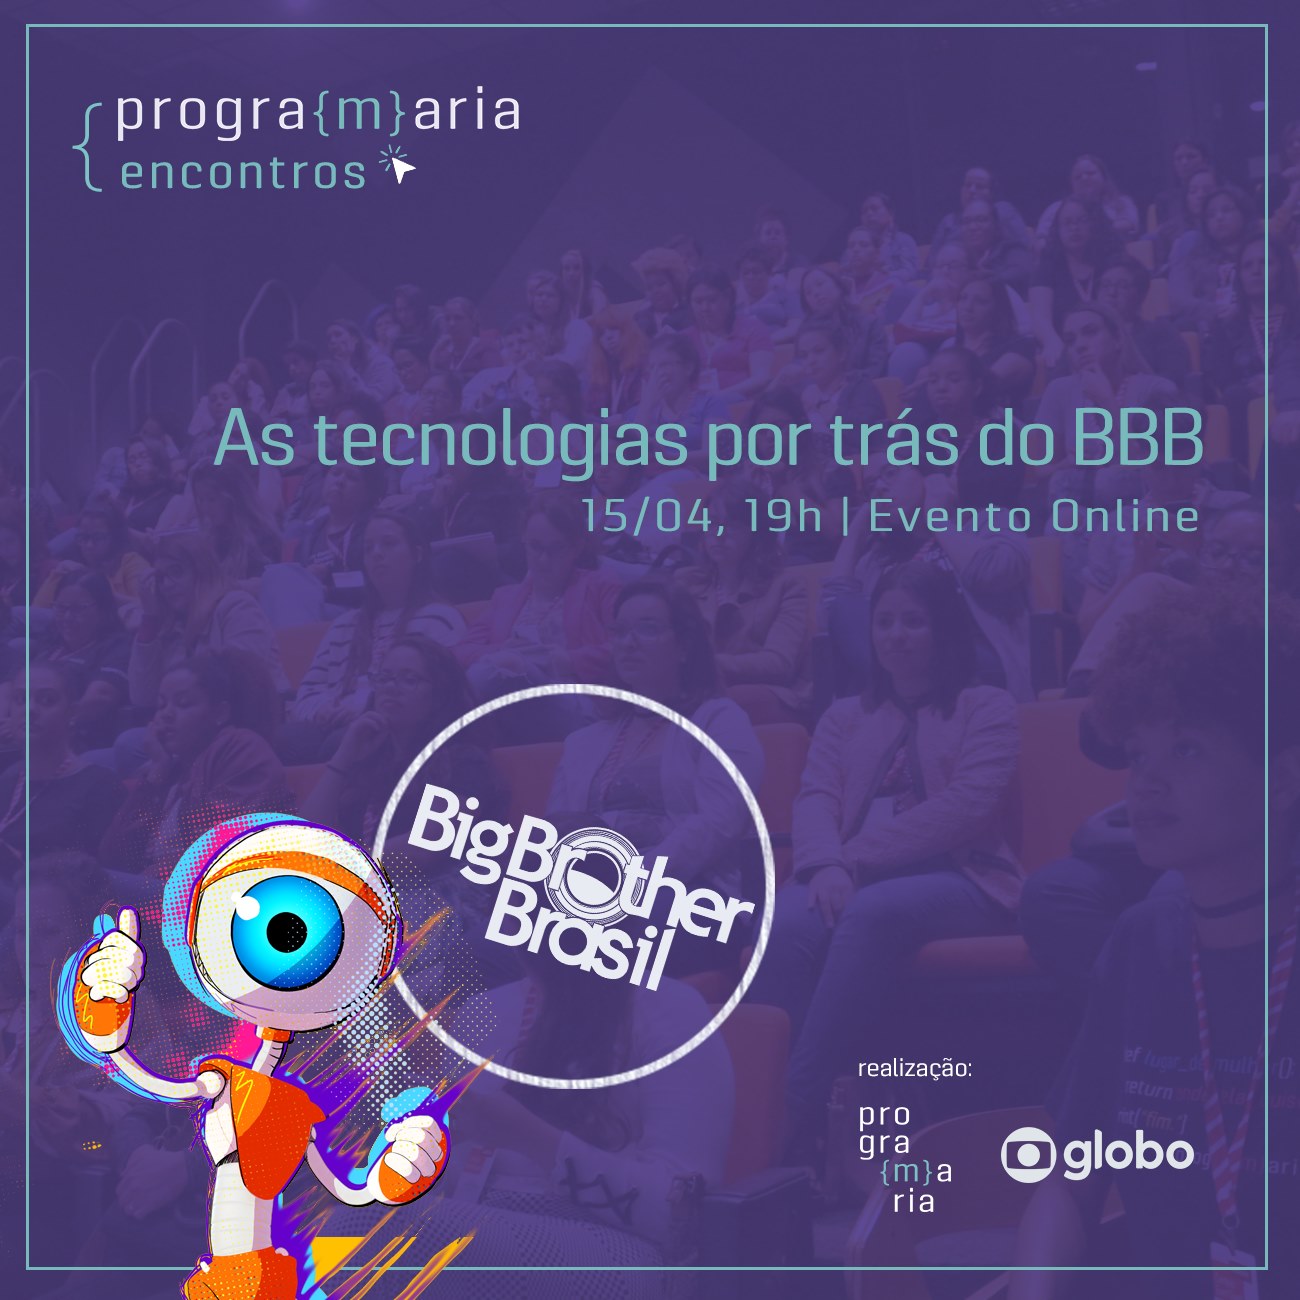 progra{m}aria
encontros
As tecnologias por trás do BBB
15/04, 19h | Evento Online
Big Brother
Brasil
realização:
pro
gra
{m}a
ria
globo